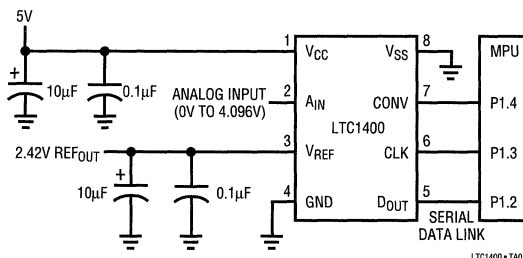 5V
1
VCC
VSS
8
MPU
+
10µF
0.1µF
ANALOG INPUT
(0V TO 4.096V)
2
AIN
CONV
7
P1.4
LTC1400
2.42V REFOUT
3
VREF
CLK
6
P1.3
+
10µF
0.1µF
4
GND
DOUT
5
P1.2
SERIAL
DATA LINK